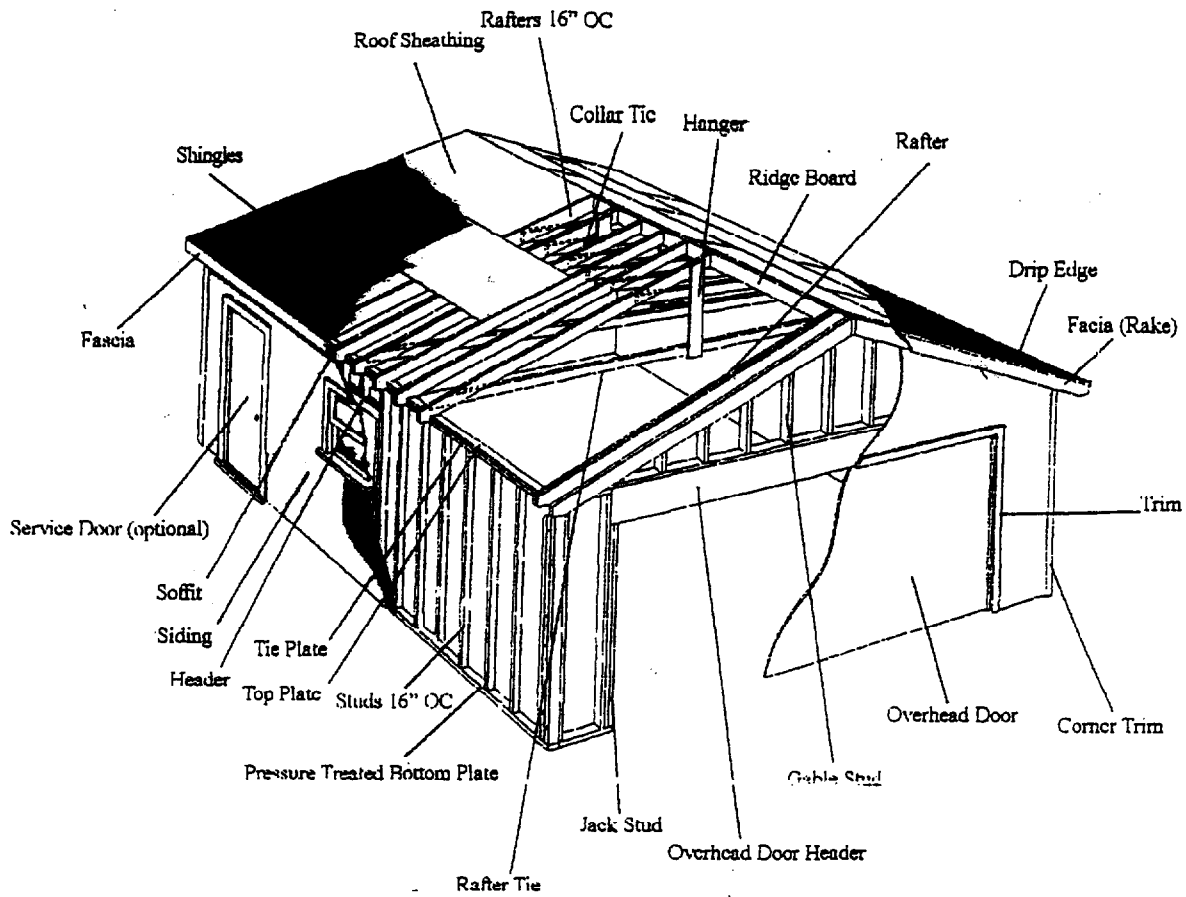 Rafters 16" OC
Roof Sheathing
Collar Tie
Hanger
Rafter
Shingles
Ridge Board
Drip Edge
Facia (Rake)
Fascia
Trim
Service Door (optional)
Soffit
Siding
Tie Plate
Header
Top Plate
Studs 16" OC
Overhead Door
Corner Trim
Pressure Treated Bottom Plate
Gable Stud
Jack Stud
Overhead Door Header
Rafter Tie